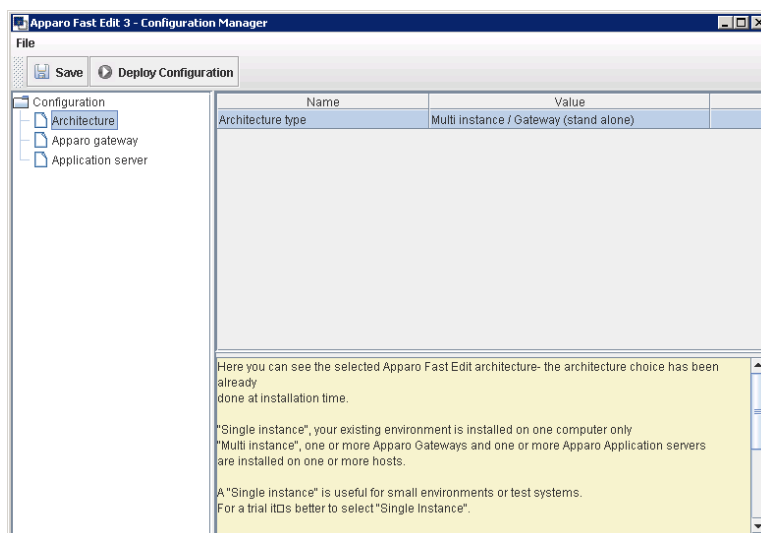 Apparo Fast Edit 3 - Configuration Manager
File
Save Deploy Configuration
Configuration
Architecture
Apparo gateway
Application server
Name Value
Architecture type Multi instance / Gateway (stand alone)
Here you can see the selected Apparo Fast Edit architecture- the architecture choice has been
already
done at installation time.
"Single instance", your existing environment is installed on one computer only
"Multi instance", one or more Apparo Gateways and one or more Apparo Application servers
are installed on one or more hosts.
A "Single instance" is useful for small environments or test systems.
For a trial it□s better to select "Single Instance".